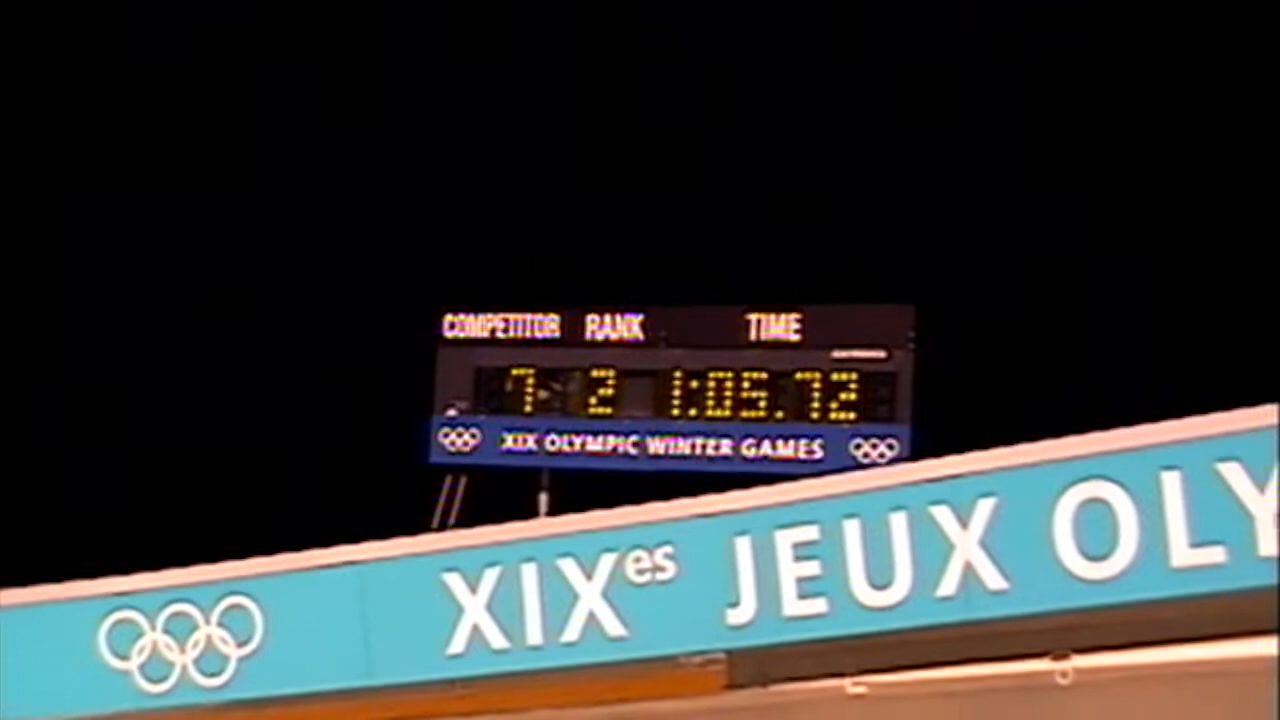 COMPETITOR RANK TIME
7 2 1:05.72
XIX OLYMPIC WINTER GAMES
XIXes JEUX OLY